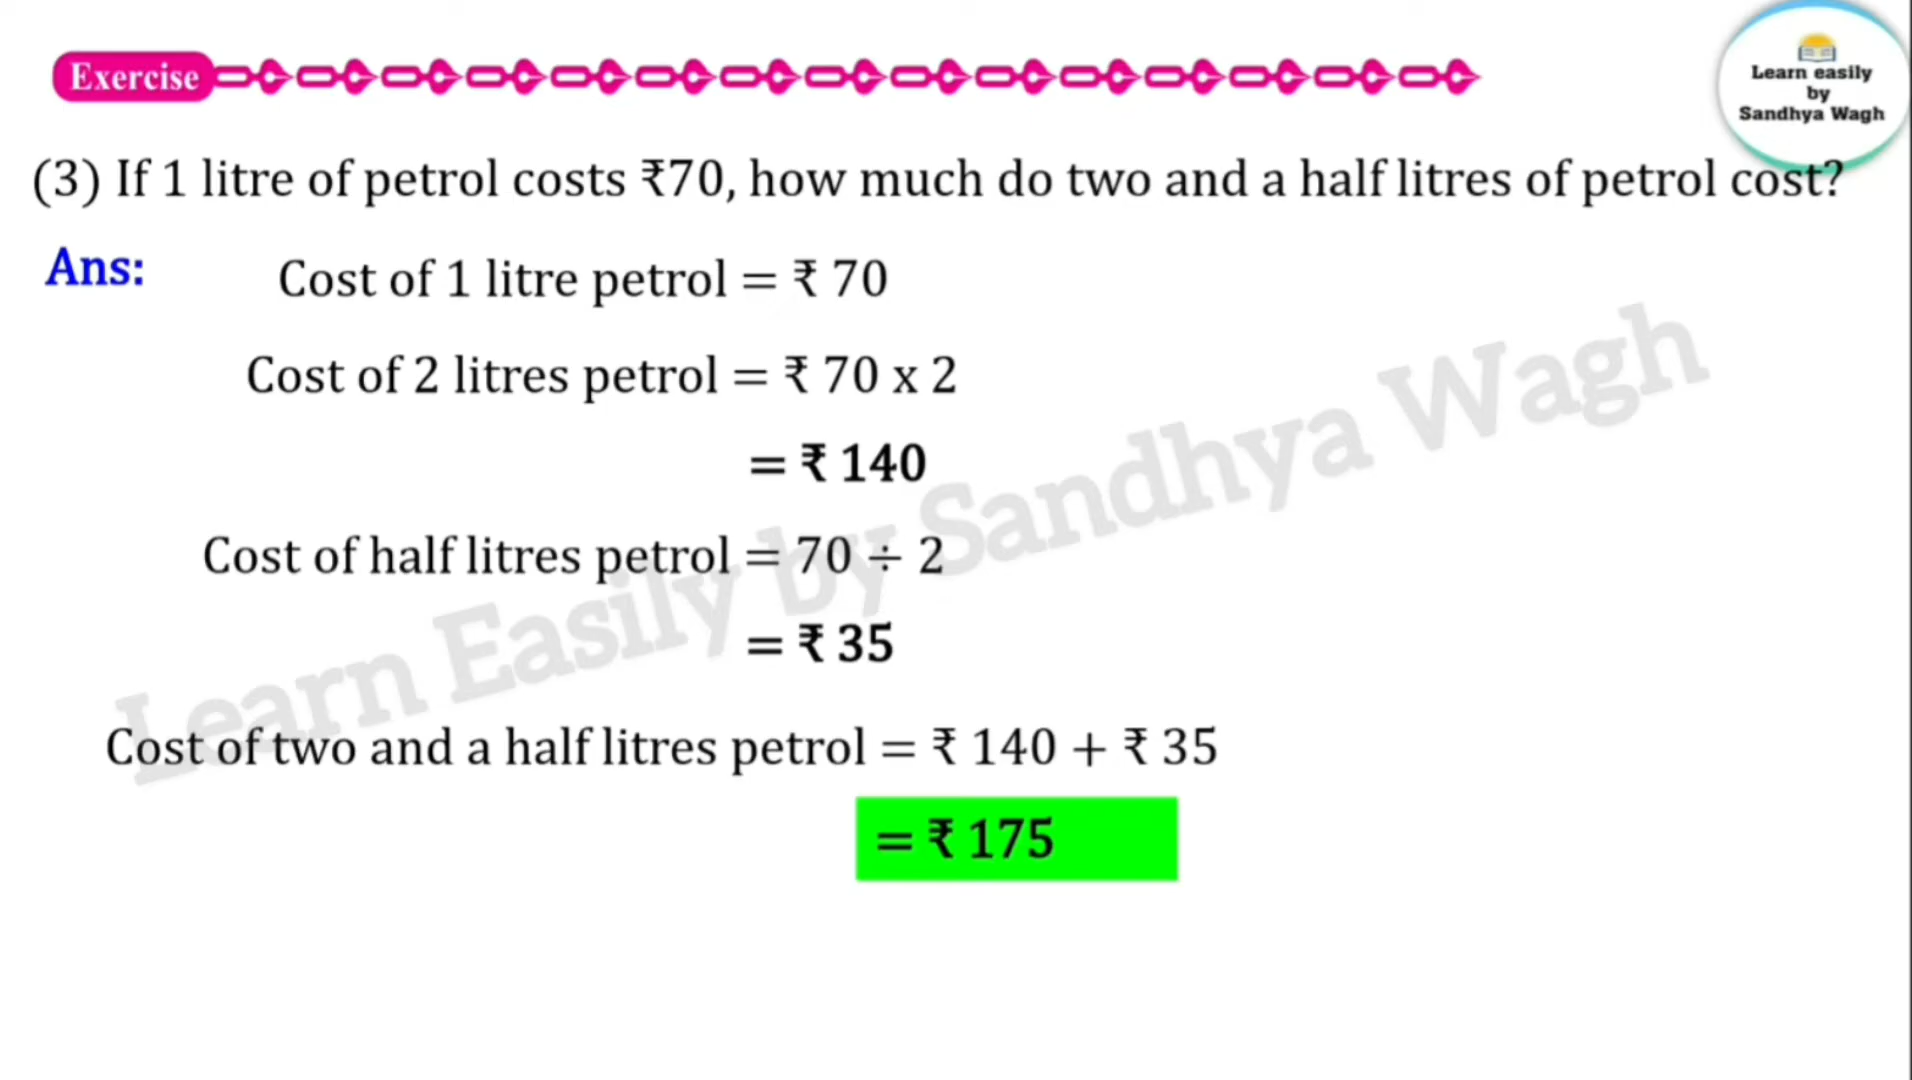 Exercise
Learn easily
by
Sandhya Wagh
(3) If 1 litre of petrol costs ₹70, how much do two and a half litres of petrol cost?
Ans:
Cost of 1 litre petrol = ₹ 70
Cost of 2 litres petrol = ₹ 70 x 2
= ₹ 140
Cost of half litres petrol = 70 ÷ 2
= ₹ 35
Cost of two and a half litres petrol = ₹ 140 + ₹ 35
= ₹ 175
Learn Easily by Sandhya Wagh